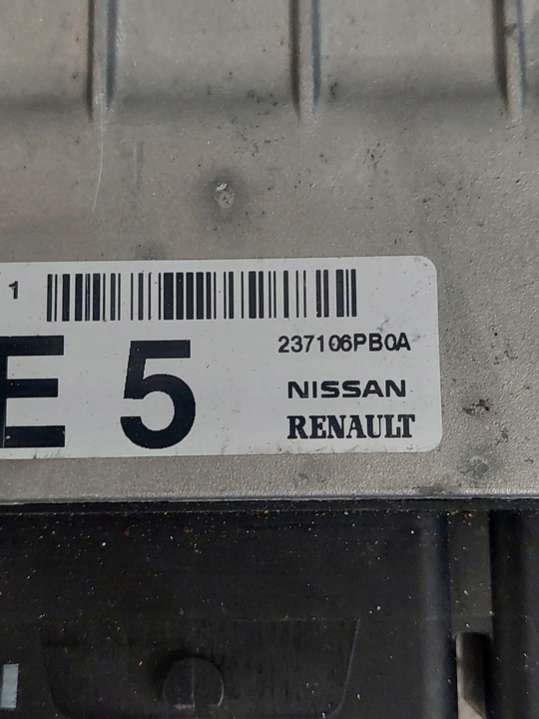 1
E 5
237106PB0A
NISSAN
RENAULT